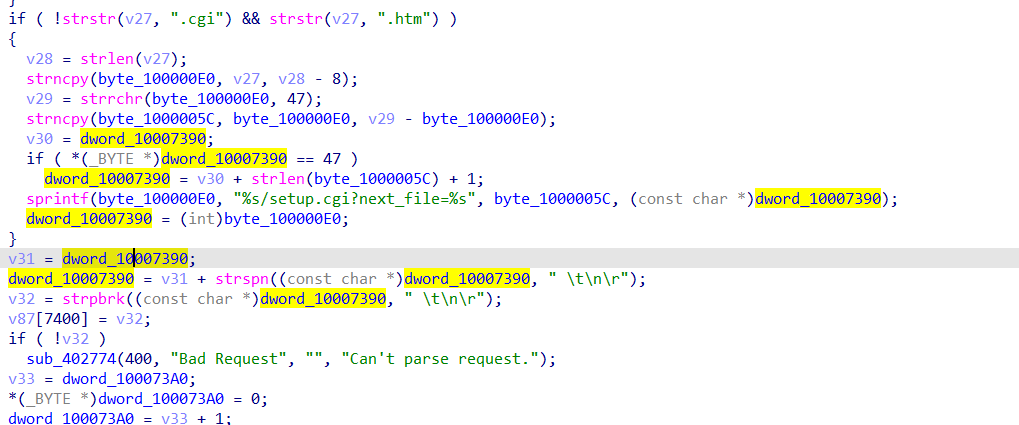 }
if ( !strstr(v27, ".cgi") && strstr(v27, ".htm") )
{
v28 = strlen(v27);
strncpy(byte_100000E0, v27, v28 - 8);
v29 = strrchr(byte_100000E0, 47);
strncpy(byte_1000005C, byte_100000E0, v29 - byte_100000E0);
v30 = dword_10007390;
if ( *(_BYTE *)dword_10007390 == 47 )
dword_10007390 = v30 + strlen(byte_1000005C) + 1;
sprintf(byte_100000E0, "%s/setup.cgi?next_file=%s", byte_1000005C, (const char *)dword_10007390);
dword_10007390 = (int)byte_100000E0;
}
v31 = dword_10007390;
dword_10007390 = v31 + strspn((const char *)dword_10007390, " \t\n\r");
v32 = strpbrk((const char *)dword_10007390, " \t\n\r");
v87[7400] = v32;
if ( !v32 )
sub_402774(400, "Bad Request", "", "Can't parse request.");
v33 = dword_100073A0;
*(_BYTE *)dword_100073A0 = 0;
dword_100073A0 = v33 + 1;